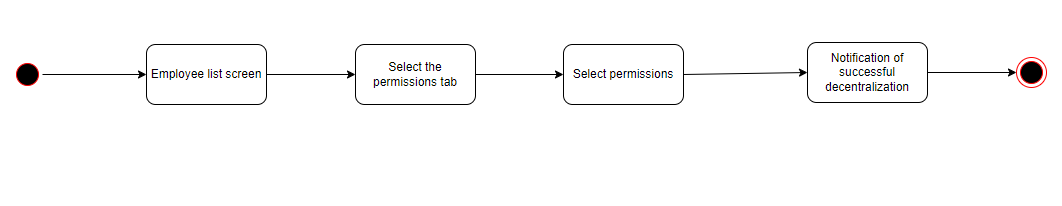 Employee list screen
Select the
permissions tab
Select permissions
Notification of
successful
decentralization